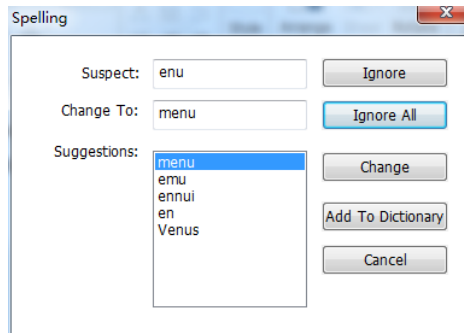 Spelling
Suspect: enu Ignore
Change To: menu Ignore All
Suggestions:
menu Change
emu
ennui
en Add To Dictionary
Venus
Cancel